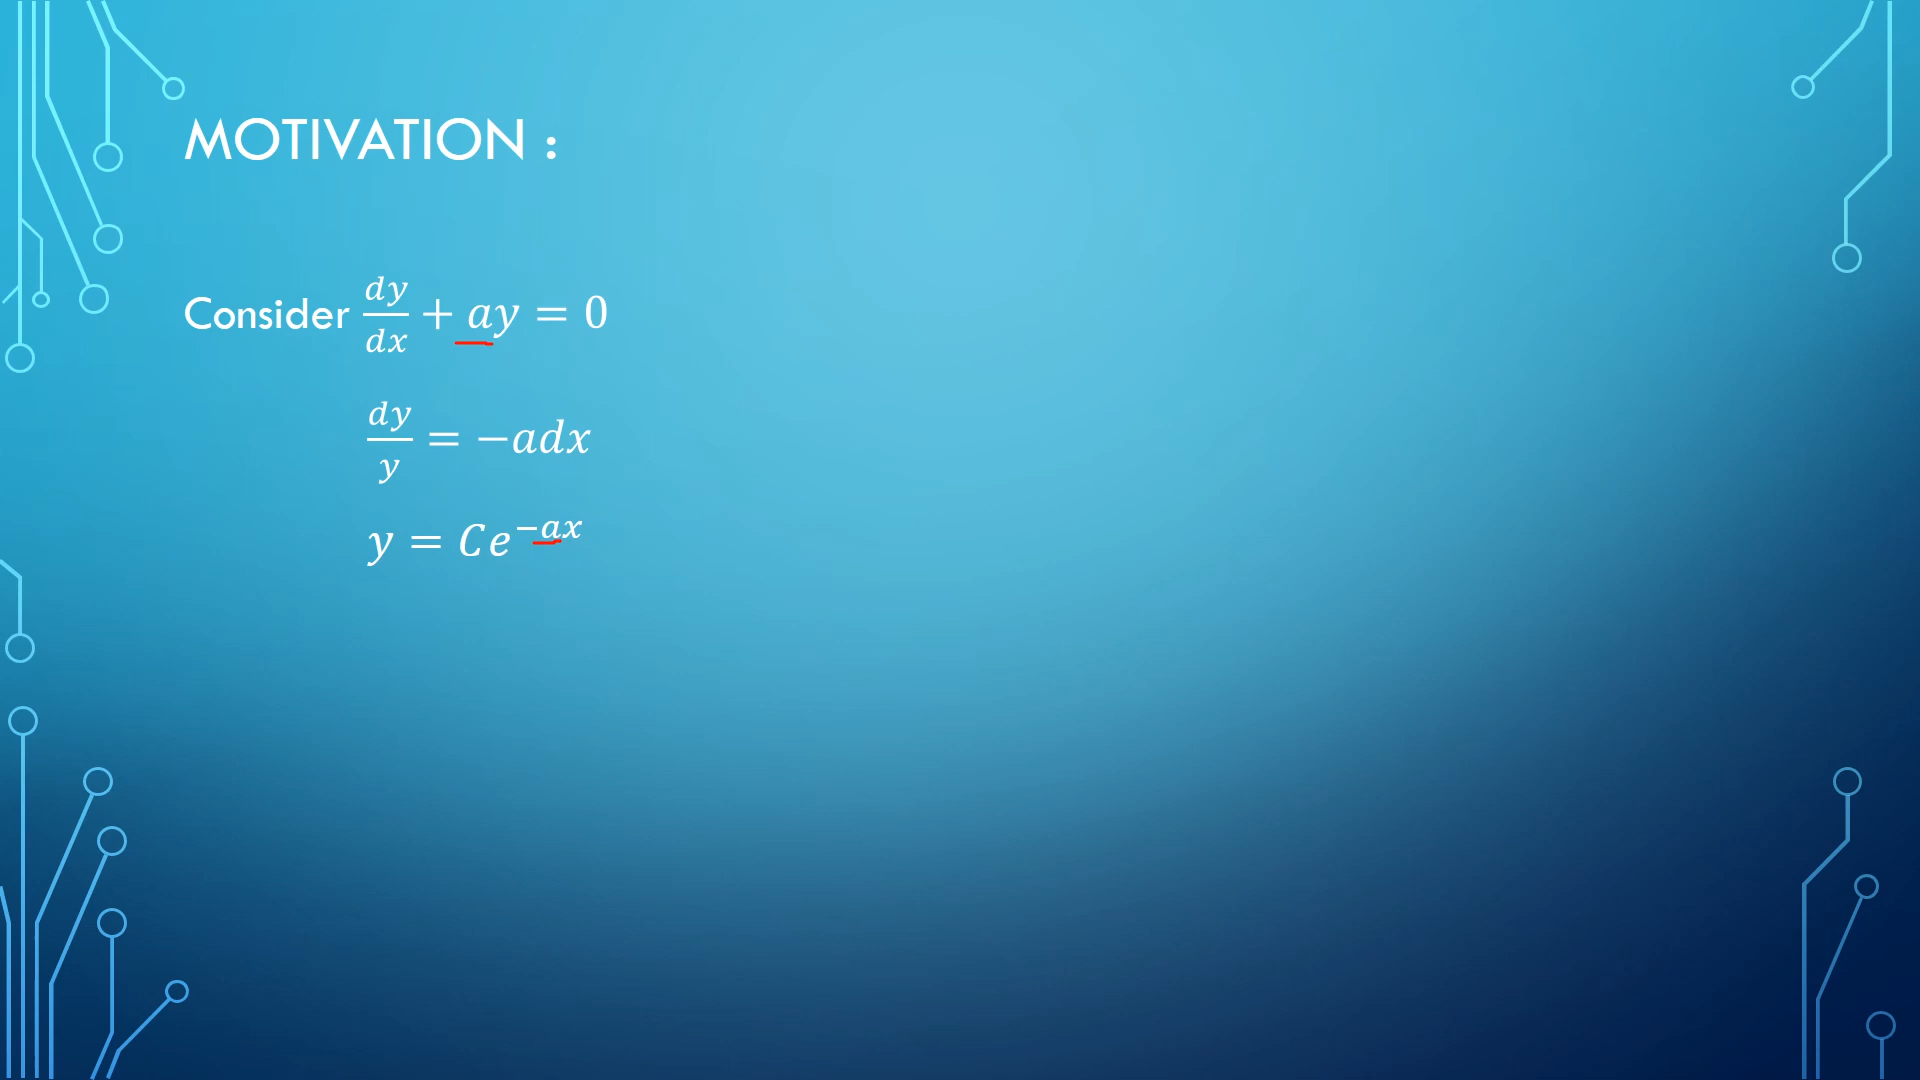 MOTIVATION :
Consider dy/dx + ay = 0
dy/y = −adx
y = Ce^−ax